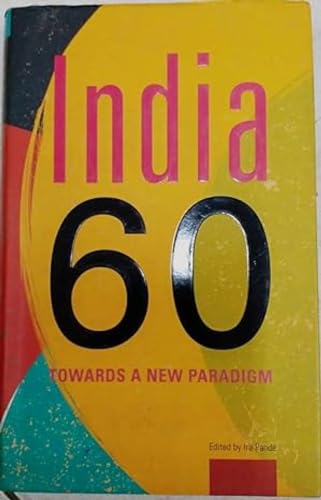 India
60
TOWARDS A NEW PARADIGM
Edited by Ira Pande